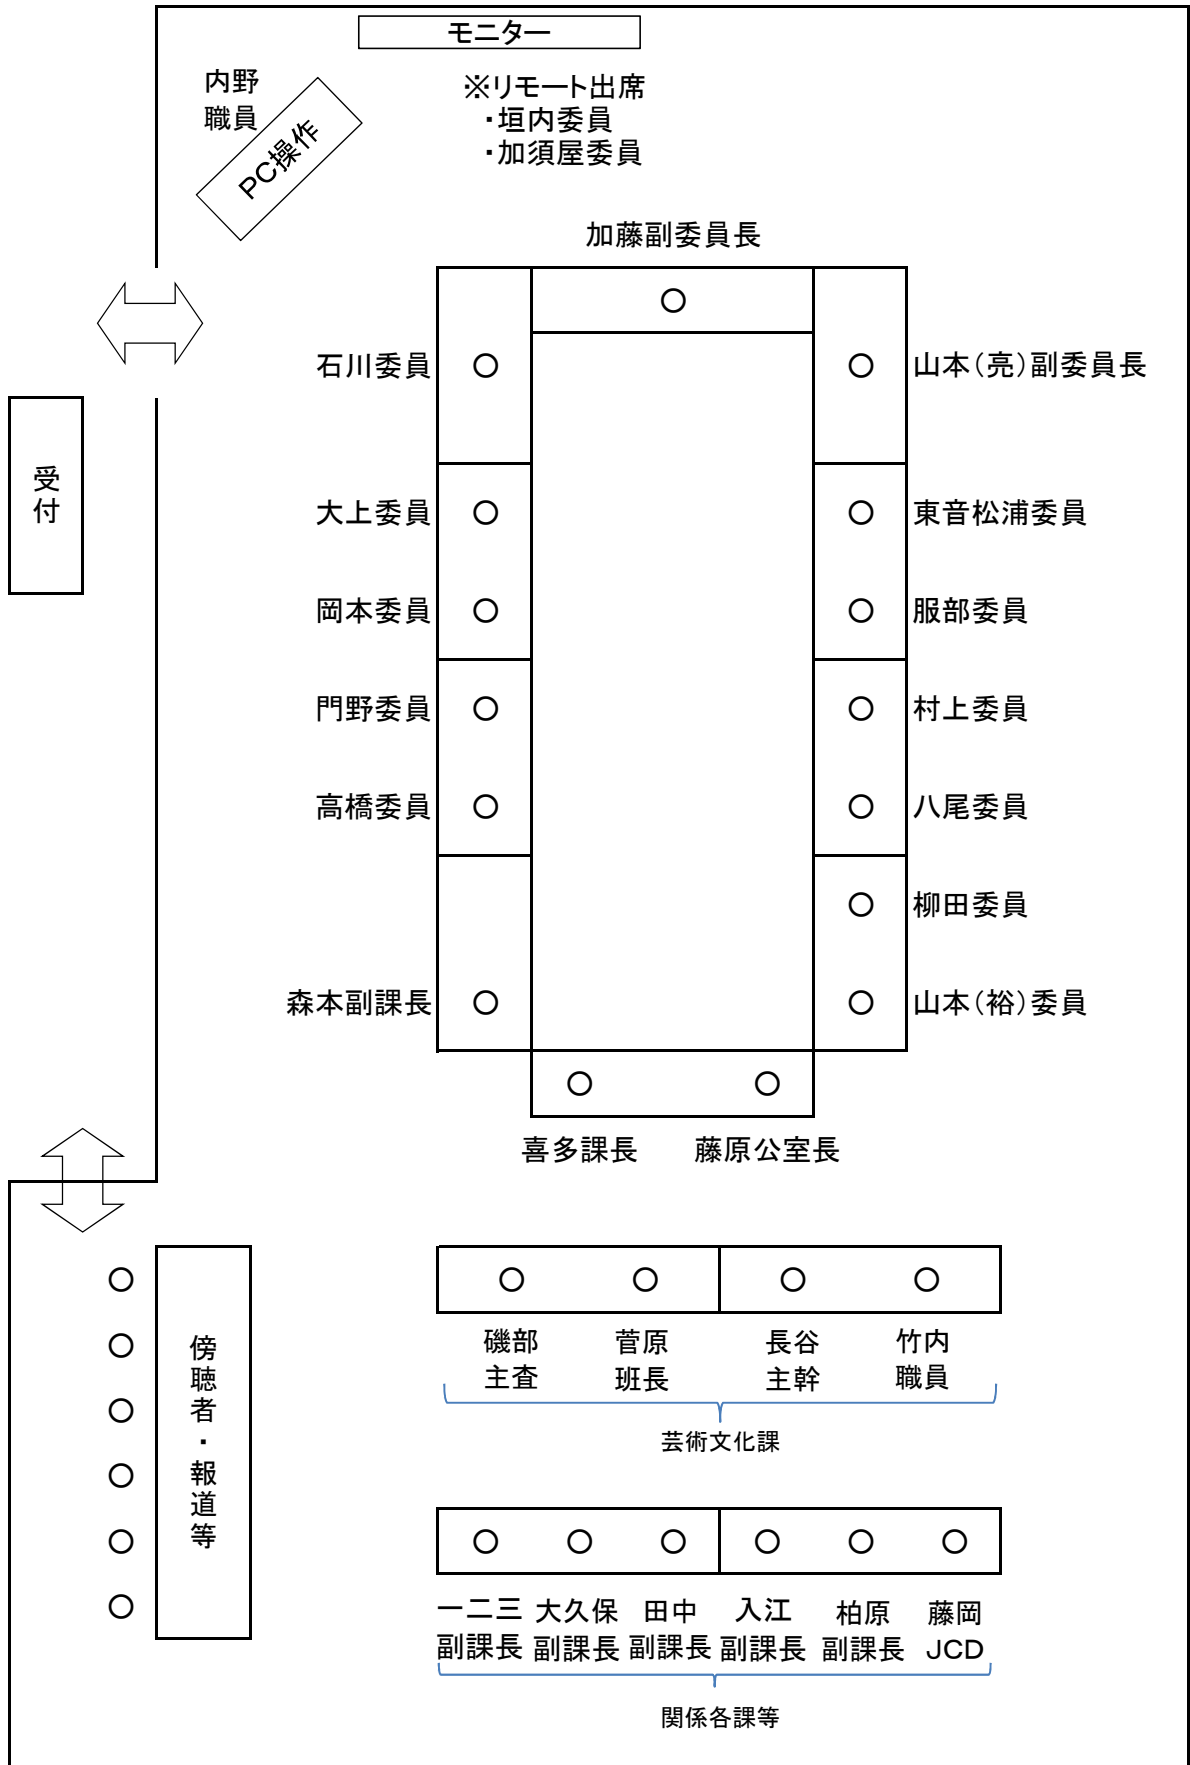 モニター
内野
職員
PC操作
※リモート出席
・垣内委員
・加須屋委員
加藤副委員長
石川委員
山本(亮)副委員長
受付
大上委員
東音松浦委員
岡本委員
服部委員
門野委員
村上委員
高橋委員
八尾委員
柳田委員
森本副課長
山本(裕)委員
喜多課長
藤原公室長
傍聴者・報道等
磯部
主査
菅原
班長
長谷
主幹
竹内
職員
芸術文化課
一二三
副課長
大久保
副課長
田中
副課長
入江
副課長
柏原
副課長
藤岡
JCD
関係各課等